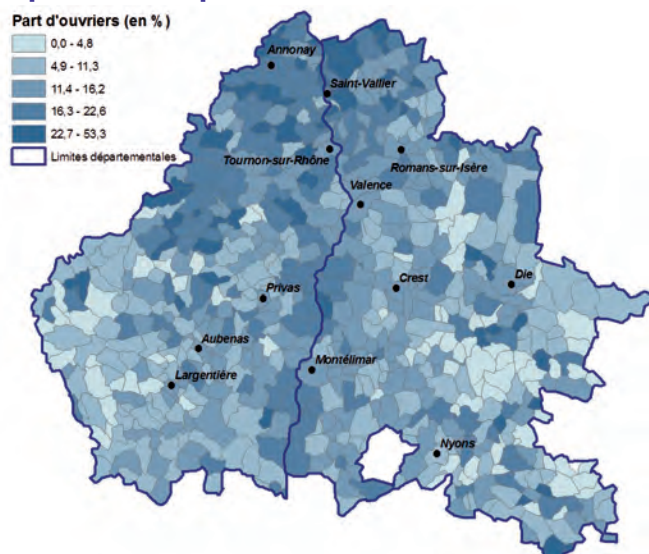 Part d'ouvriers (en %)
0,0 - 4,8
4,9 - 11,3
11,4 - 16,2
16,3 - 22,6
22,7 - 53,3
Limites départementales
Annonay
Saint-Vallier
Tournon-sur-Rhône
Romans-sur-Isère
Valence
Privas
Crest
Die
Aubenas
Largentière
Montélimar
Nyons